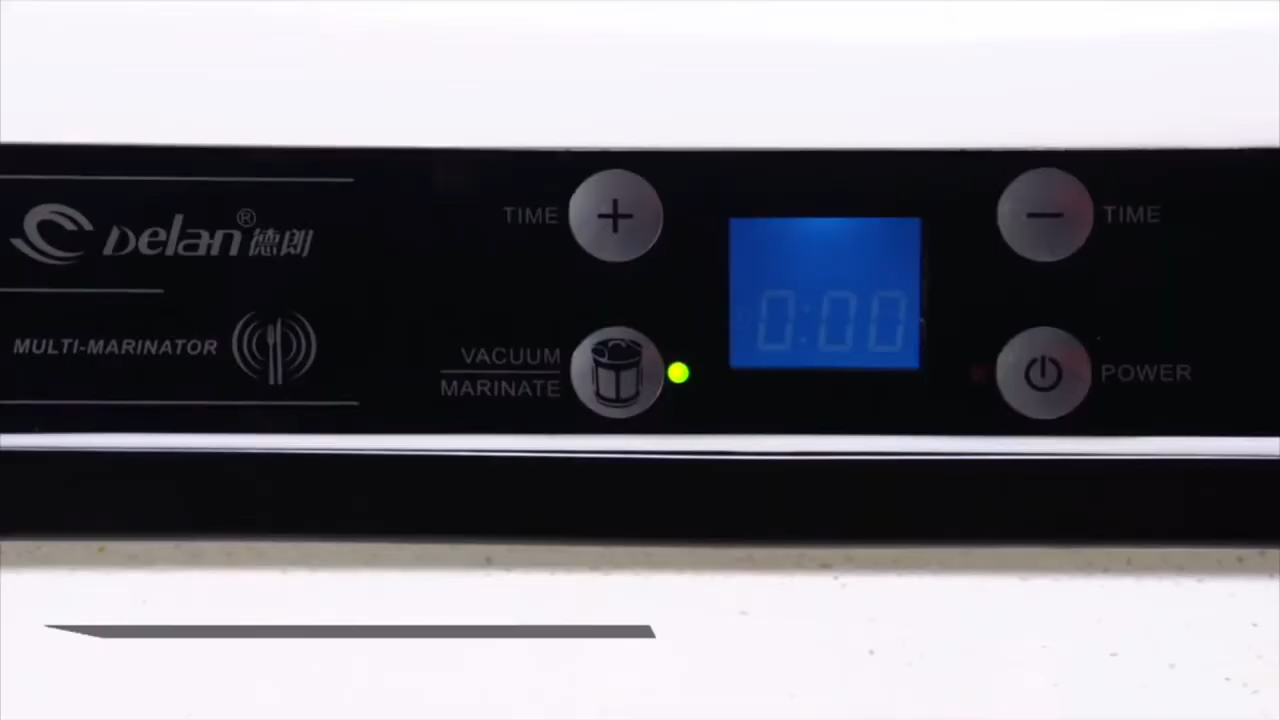 Delan® 德朗
MULTI-MARINATOR
TIME
VACUUM
MARINATE
0:00
TIME
POWER